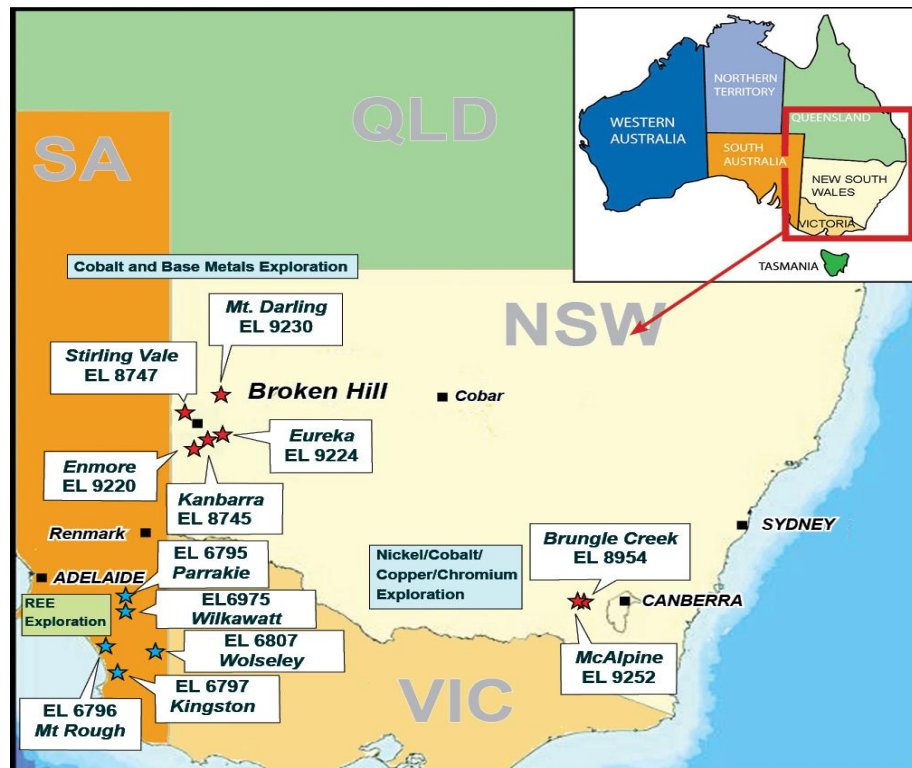 NORTHERN
TERRITORY
QUEENSLAND
WESTERN
AUSTRALIA
SOUTH
AUSTRALIA
NEW SOUTH
WALES
VICTORIA
TASMANIA
QLD
SA
Cobalt and Base Metals Exploration
NSW
Mt. Darling
EL 9230
Stirling Vale
EL 8747
Broken Hill
Cobar
Eureka
EL 9224
Enmore
EL 9220
Kanbarra
EL 8745
Renmark
SYDNEY
Brungle Creek
EL 8954
Nickel/Cobalt/
Copper/Chromium
Exploration
EL 6795
Parrakie
ADELAIDE
REE
Exploration
EL6975
Wilkawatt
CANBERRA
EL 6807
Wolseley
McAlpine
EL 9252
EL 6797
Kingston
VIC
EL 6796
Mt Rough